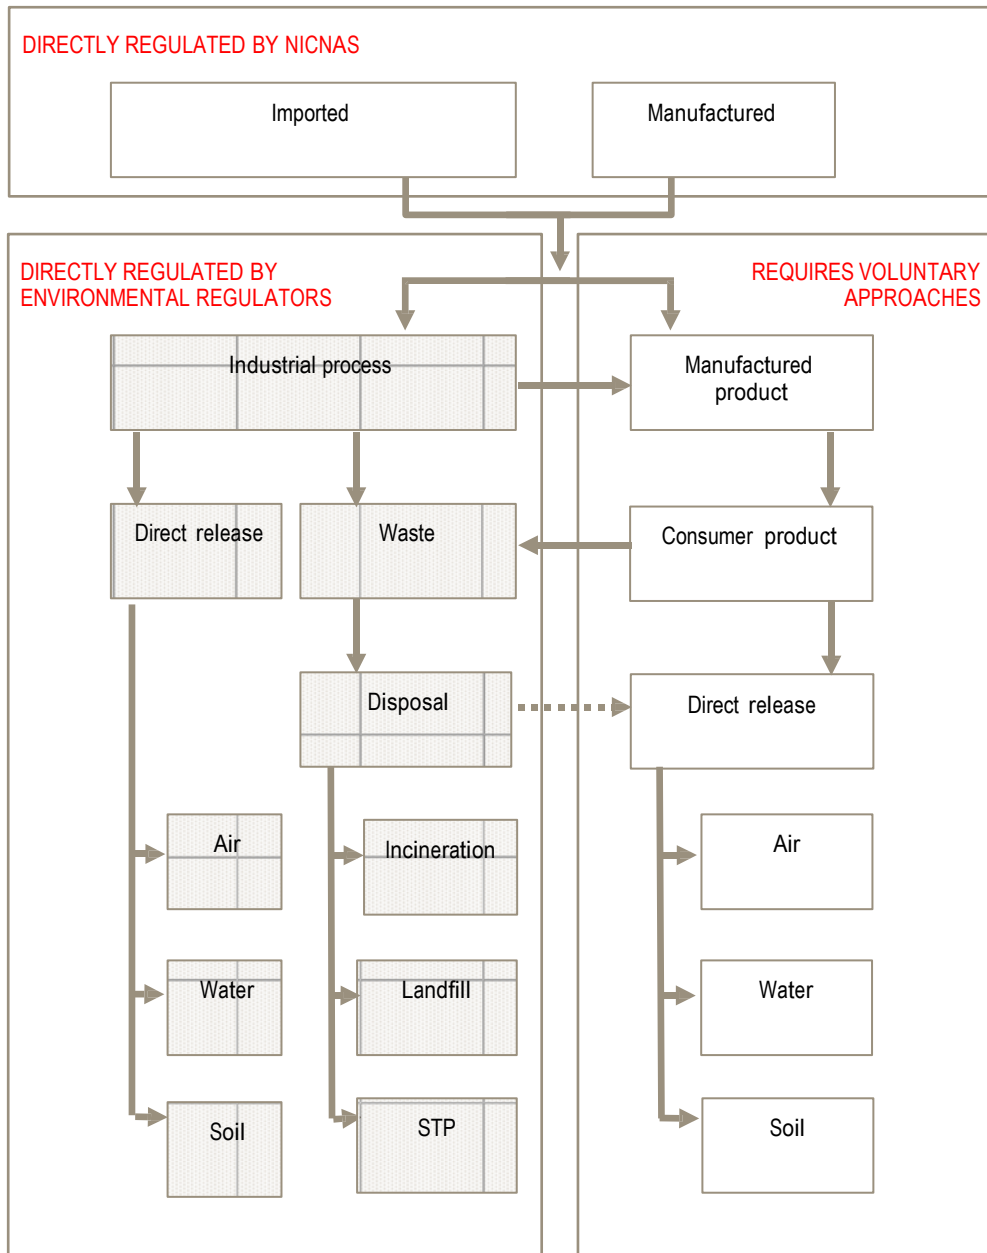 DIRECTLY REGULATED BY NICNAS
Imported
Manufactured
DIRECTLY REGULATED BY
ENVIRONMENTAL REGULATORS
REQUIRES VOLUNTARY
APPROACHES
Industrial process
Manufactured
product
Direct release
Waste
Consumer product
Disposal
Direct release
Air
Incineration
Air
Water
Landfill
Water
Soil
STP
Soil